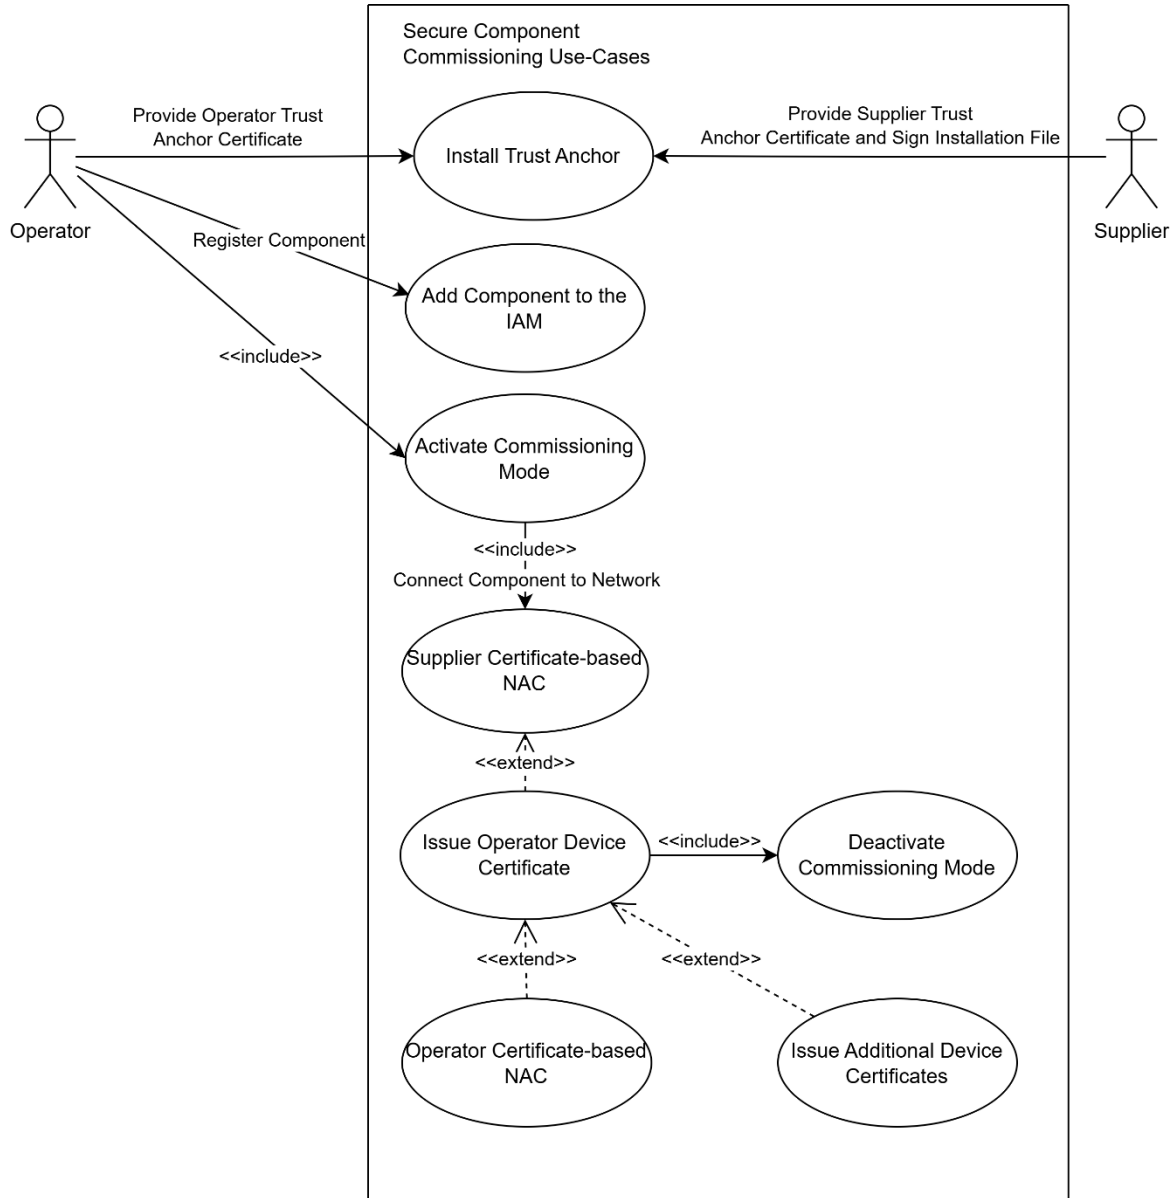 Secure Component
Commissioning Use-Cases
Provide Operator Trust
Anchor Certificate
Provide Supplier Trust
Anchor Certificate and Sign Installation File
Install Trust Anchor
Operator
Supplier
Register Component
Add Component to the
IAM
<<include>>
Activate Commissioning
Mode
<<include>>
Connect Component to Network
Supplier Certificate-based
NAC
<<extend>>
Issue Operator Device
Certificate
<<include>>
Deactivate
Commissioning Mode
<<extend>>
<<extend>>
Operator Certificate-based
NAC
Issue Additional Device
Certificates